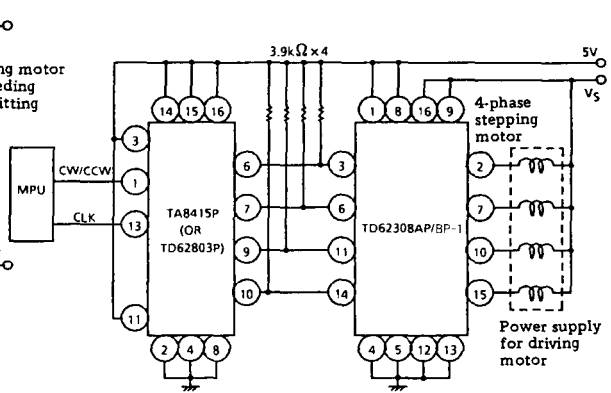 3.9kΩ×4
5V
VS
ng motor
eding
itting
14 15 16
1 8 16 9
4-phase
stepping
motor
3
MPU
CW/CCW
1
6
3
2
CLK
13
TA8415P
(OR
TD62803P)
7
6
TD62308AP/BP-1
7
9
11
10
10
14
15
11
2 4 8
4 5 12 13
Power supply
for driving
motor